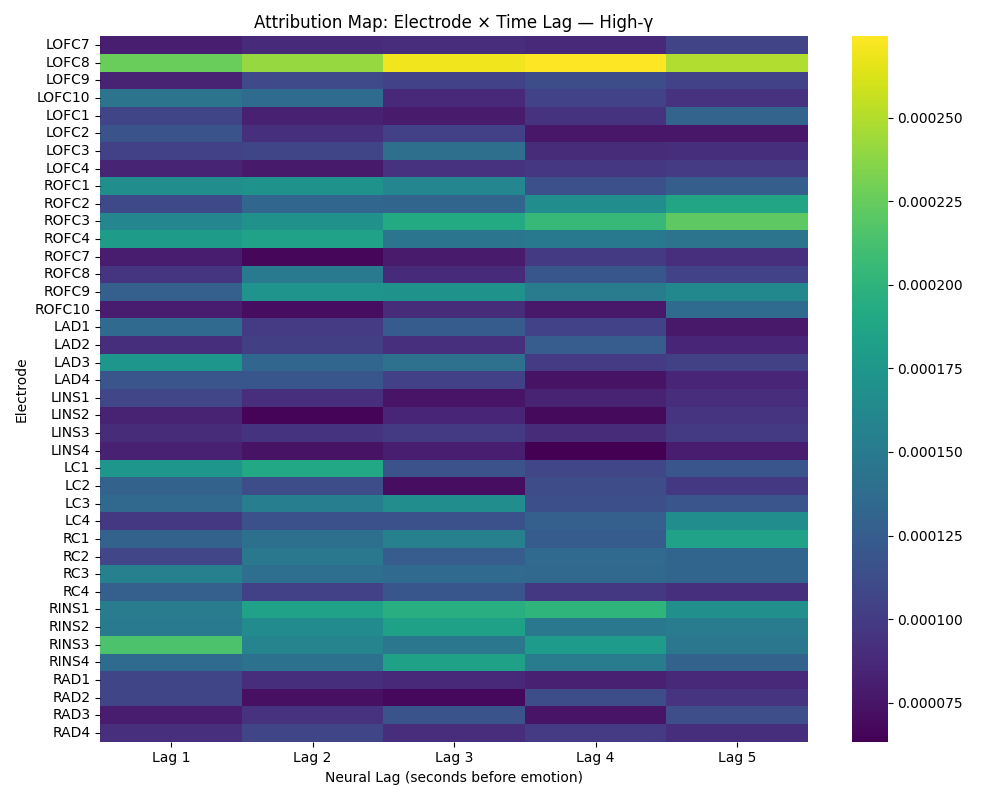 Attribution Map: Electrode × Time Lag — High-γ
Electrode
LOFC7
LOFC8
LOFC9
LOFC10
LOFC1
LOFC2
LOFC3
LOFC4
ROFC1
ROFC2
ROFC3
ROFC4
ROFC7
ROFC8
ROFC9
ROFC10
LAD1
LAD2
LAD3
LAD4
LINS1
LINS2
LINS3
LINS4
LC1
LC2
LC3
LC4
RC1
RC2
RC3
RC4
RINS1
RINS2
RINS3
RINS4
RAD1
RAD2
RAD3
RAD4
Lag 1 Lag 2 Lag 3 Lag 4 Lag 5
Neural Lag (seconds before emotion)
0.000250
0.000225
0.000200
0.000175
0.000150
0.000125
0.000100
0.000075